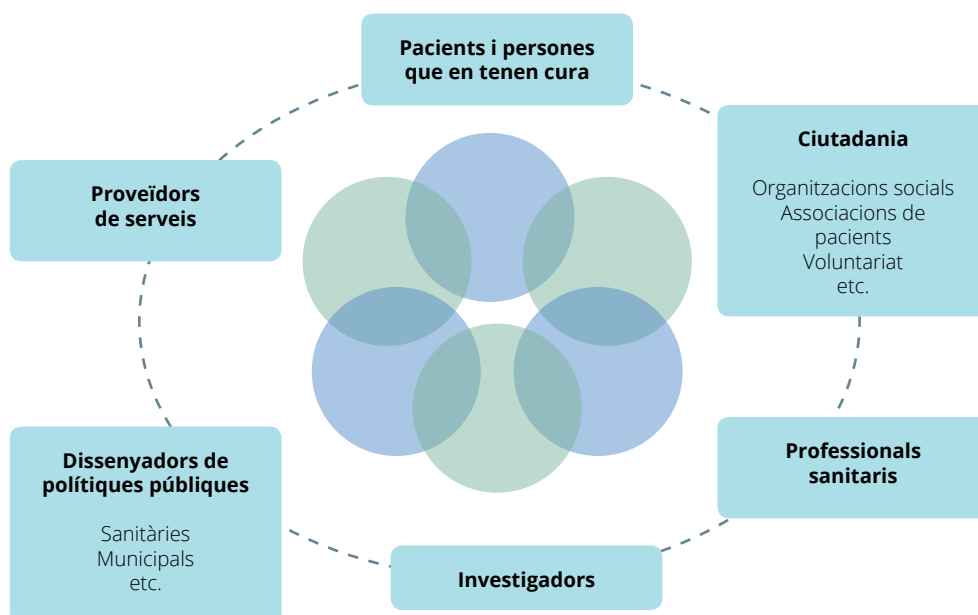 Pacients i persones
que en tenen cura
Ciutadania
Organitzacions socials
Associacions de
pacients
Voluntariat
etc.
Proveïdors
de serveis
Professionals
sanitaris
Dissenyadors de
polítiques públiques
Sanitàries
Municipals
etc.
Investigadors